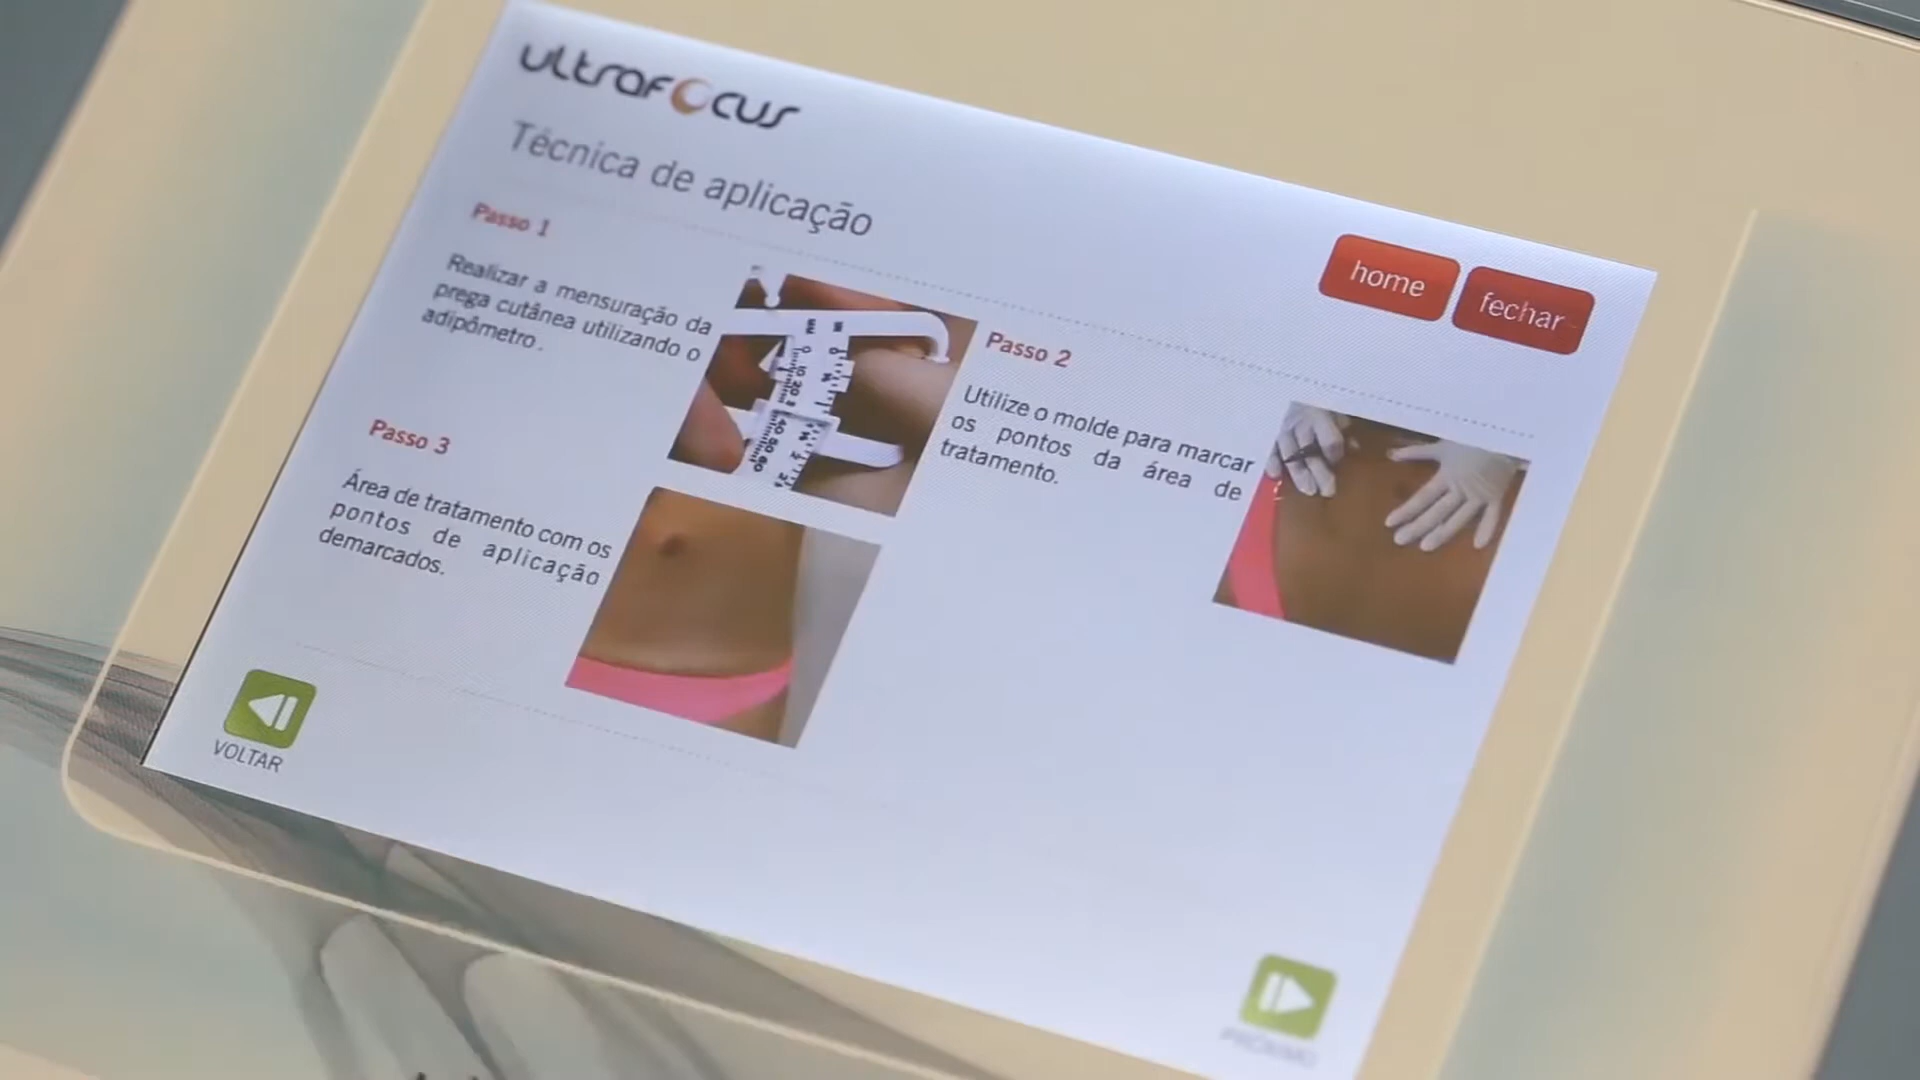 ultrafocus
Técnica de aplicação
home
fechar
Passo 1
Realizar a mensuração da
prega cutânea utilizando o
adipômetro.
Passo 2
Utilize o molde para marcar
os pontos da área de
tratamento.
Passo 3
Área de tratamento com os
pontos de aplicação
demarcados.
VOLTAR
PRÓXIMO